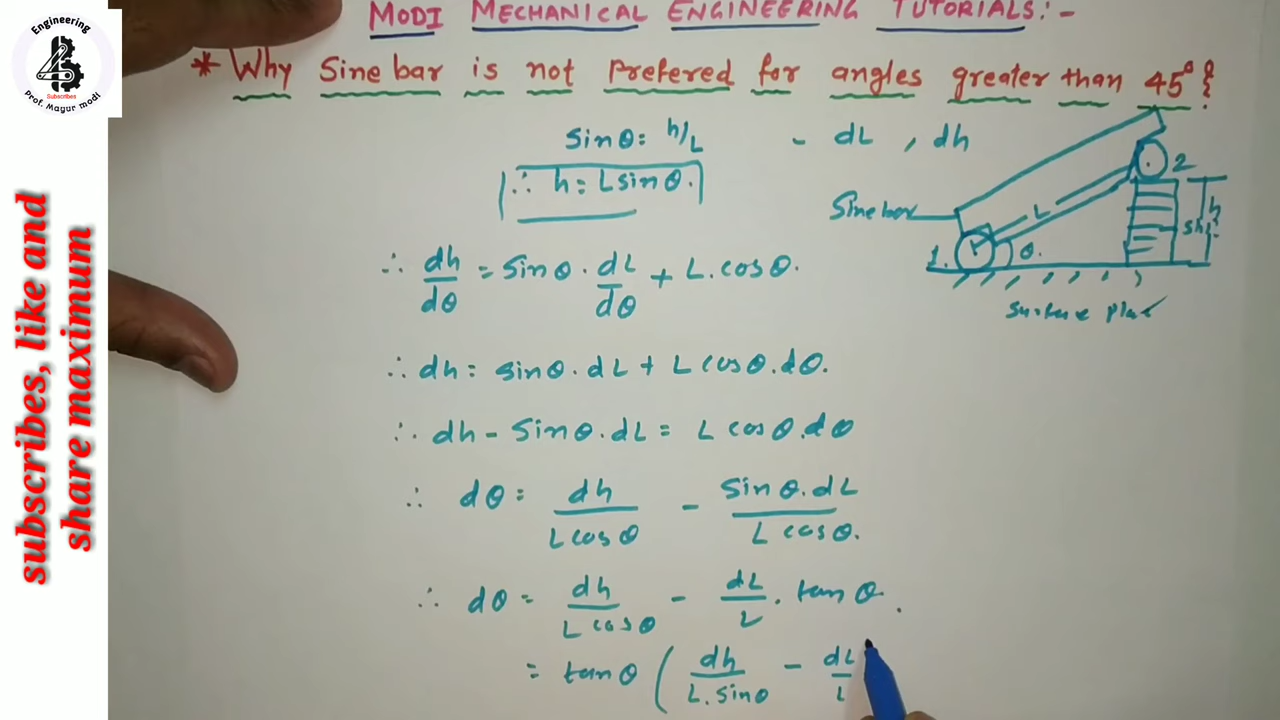 Engineering
Prof. Mayur modi
Subscribes
subscribes, like and
share maximum
MODI MECHANICAL ENGINEERING TUTORIALS:-
* Why Sine bar is not prefered for angles greater than 45°?
Sinθ = h/L - dL, dh
∴ h = L sinθ.
Sine bar
1.
2
L
θ.
h
∴ dh/dθ = sinθ . dL/dθ + L. cosθ.
∴ dh = sinθ. dL + L cosθ. dθ.
∴ dh - sinθ. dL = L cosθ. dθ
∴ dθ = dh/L cosθ - sinθ. dL/L cosθ.
∴ dθ = dh/L cosθ - dL/L . tanθ.
= tanθ ( dh/L. sinθ - dL/L